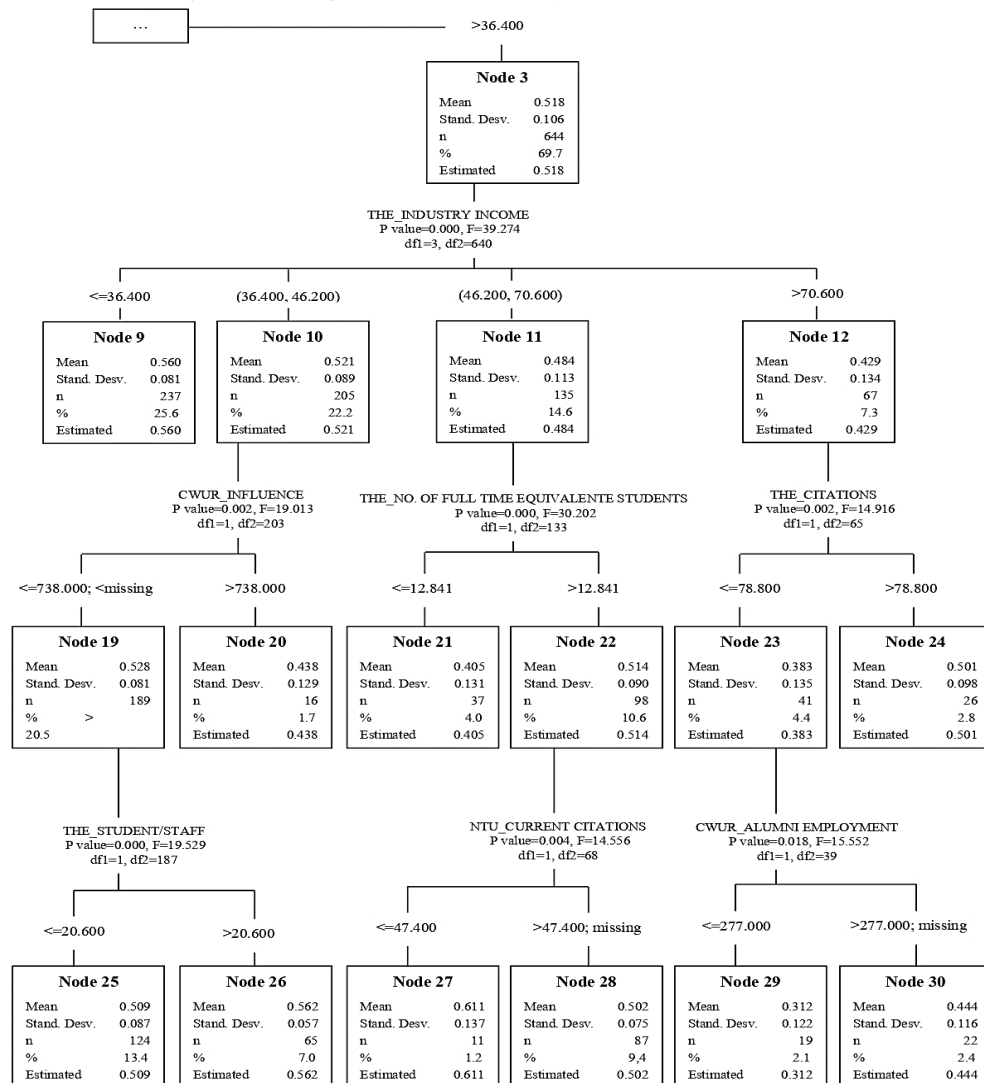 ...
>36.400
Node 3
Mean 0.518
Stand. Desv. 0.106
n 644
% 69.7
Estimated 0.518
THE_INDUSTRY INCOME
P value=0.000, F=39.274
df1=3, df2=640
<=36.400
(36.400, 46.200)
(46.200, 70.600)
>70.600
Node 9
Mean 0.560
Stand. Desv. 0.081
n 237
% 25.6
Estimated 0.560
Node 10
Mean 0.521
Stand. Desv. 0.089
n 205
% 22.2
Estimated 0.521
Node 11
Mean 0.484
Stand. Desv. 0.113
n 135
% 14.6
Estimated 0.484
Node 12
Mean 0.429
Stand. Desv. 0.134
n 67
% 7.3
Estimated 0.429
CWUR_INFLUENCE
P value=0.002, F=19.013
df1=1, df2=203
THE_NO. OF FULL TIME EQUIVALENTE STUDENTS
P value=0.000, F=30.202
df1=1, df2=133
THE_CITATIONS
P value=0.002, F=14.916
df1=1, df2=65
<=738.000; <missing
>738.000
<=12.841
>12.841
<=78.800
>78.800
Node 19
Mean 0.528
Stand. Desv. 0.081
n 189
% >
20.5
Node 20
Mean 0.438
Stand. Desv. 0.129
n 16
% 1.7
Estimated 0.438
Node 21
Mean 0.405
Stand. Desv. 0.131
n 37
% 4.0
Estimated 0.405
Node 22
Mean 0.514
Stand. Desv. 0.090
n 98
% 10.6
Estimated 0.514
Node 23
Mean 0.383
Stand. Desv. 0.135
n 41
% 4.4
Estimated 0.383
Node 24
Mean 0.501
Stand. Desv. 0.098
n 26
% 2.8
Estimated 0.501
THE_STUDENT/STAFF
P value=0.000, F=19.529
df1=1, df2=187
NTU_CURRENT CITATIONS
P value=0.004, F=14.556
df1=1, df2=68
CWUR_ALUMNI EMPLOYMENT
P value=0.018, F=15.552
df1=1, df2=39
<=20.600
>20.600
<=47.400
>47.400; missing
<=277.000
>277.000; missing
Node 25
Mean 0.509
Stand. Desv. 0.087
n 124
% 13.4
Estimated 0.509
Node 26
Mean 0.562
Stand. Desv. 0.057
n 65
% 7.0
Estimated 0.562
Node 27
Mean 0.611
Stand. Desv. 0.137
n 11
% 1.2
Estimated 0.611
Node 28
Mean 0.502
Stand. Desv. 0.075
n 87
% 9,4
Estimated 0.502
Node 29
Mean 0.312
Stand. Desv. 0.122
n 19
% 2.1
Estimated 0.312
Node 30
Mean 0.444
Stand. Desv. 0.116
n 22
% 2.4
Estimated 0.444